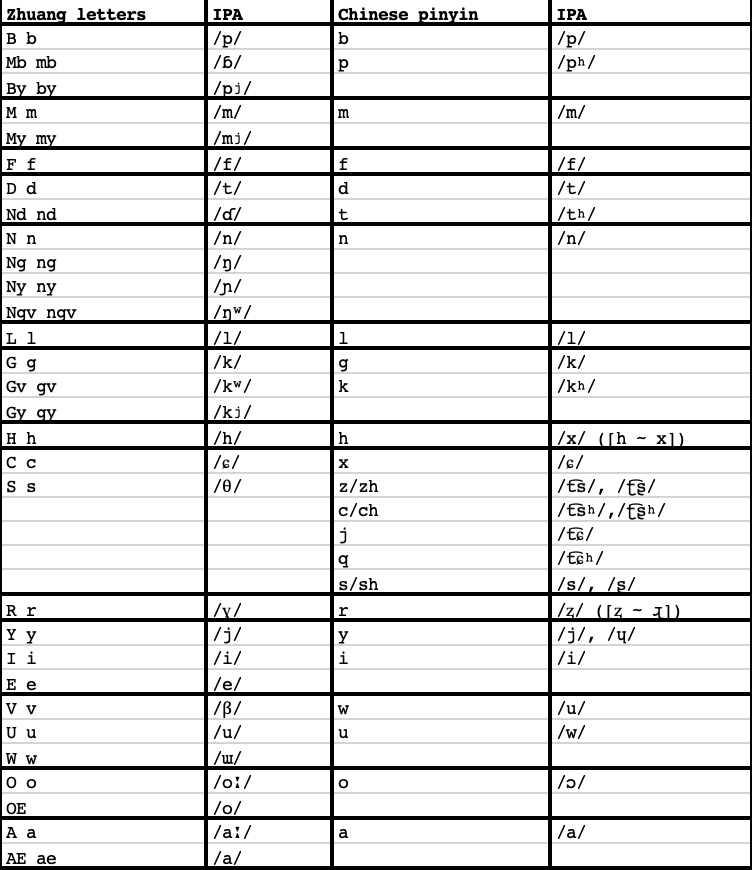 Zhuang letters IPA Chinese pinyin IPA
B b /p/ b /p/
Mb mb /ɓ/ p /pʰ/
By by /pʲ/
M m /m/ m /m/
My my /mʲ/
F f /f/ f /f/
D d /t/ d /t/
Nd nd /ɗ/ t /tʰ/
N n /n/ n /n/
Ng ng /ŋ/
Ny ny /ɲ/
Ngv ngv /ŋʷ/
L l /l/ l /l/
G g /k/ g /k/
Gv gv /kʷ/ k /kʰ/
Gy gy /kʲ/
H h /h/ h /x/ ([h ~ x])
C c /ɕ/ x /ɕ/
S s /θ/ z/zh /t͡s/, /ʈ͡ʂ/
c/ch /t͡sʰ/,/ʈ͡ʂʰ/
j /t͡ɕ/
q /t͡ɕʰ/
s/sh /s/, /ʂ/
R r /ɣ/ r /ʐ/ ([ʐ ~ ɻ])
Y y /j/ y /j/, /ɥ/
I i /i/ i /i/
E e /e/
V v /β/ w /u/
U u /u/ u /w/
W w /ɯ/
O o /oː/ o /ɔ/
OE /o/
A a /aː/ a /a/
AE ae /a/